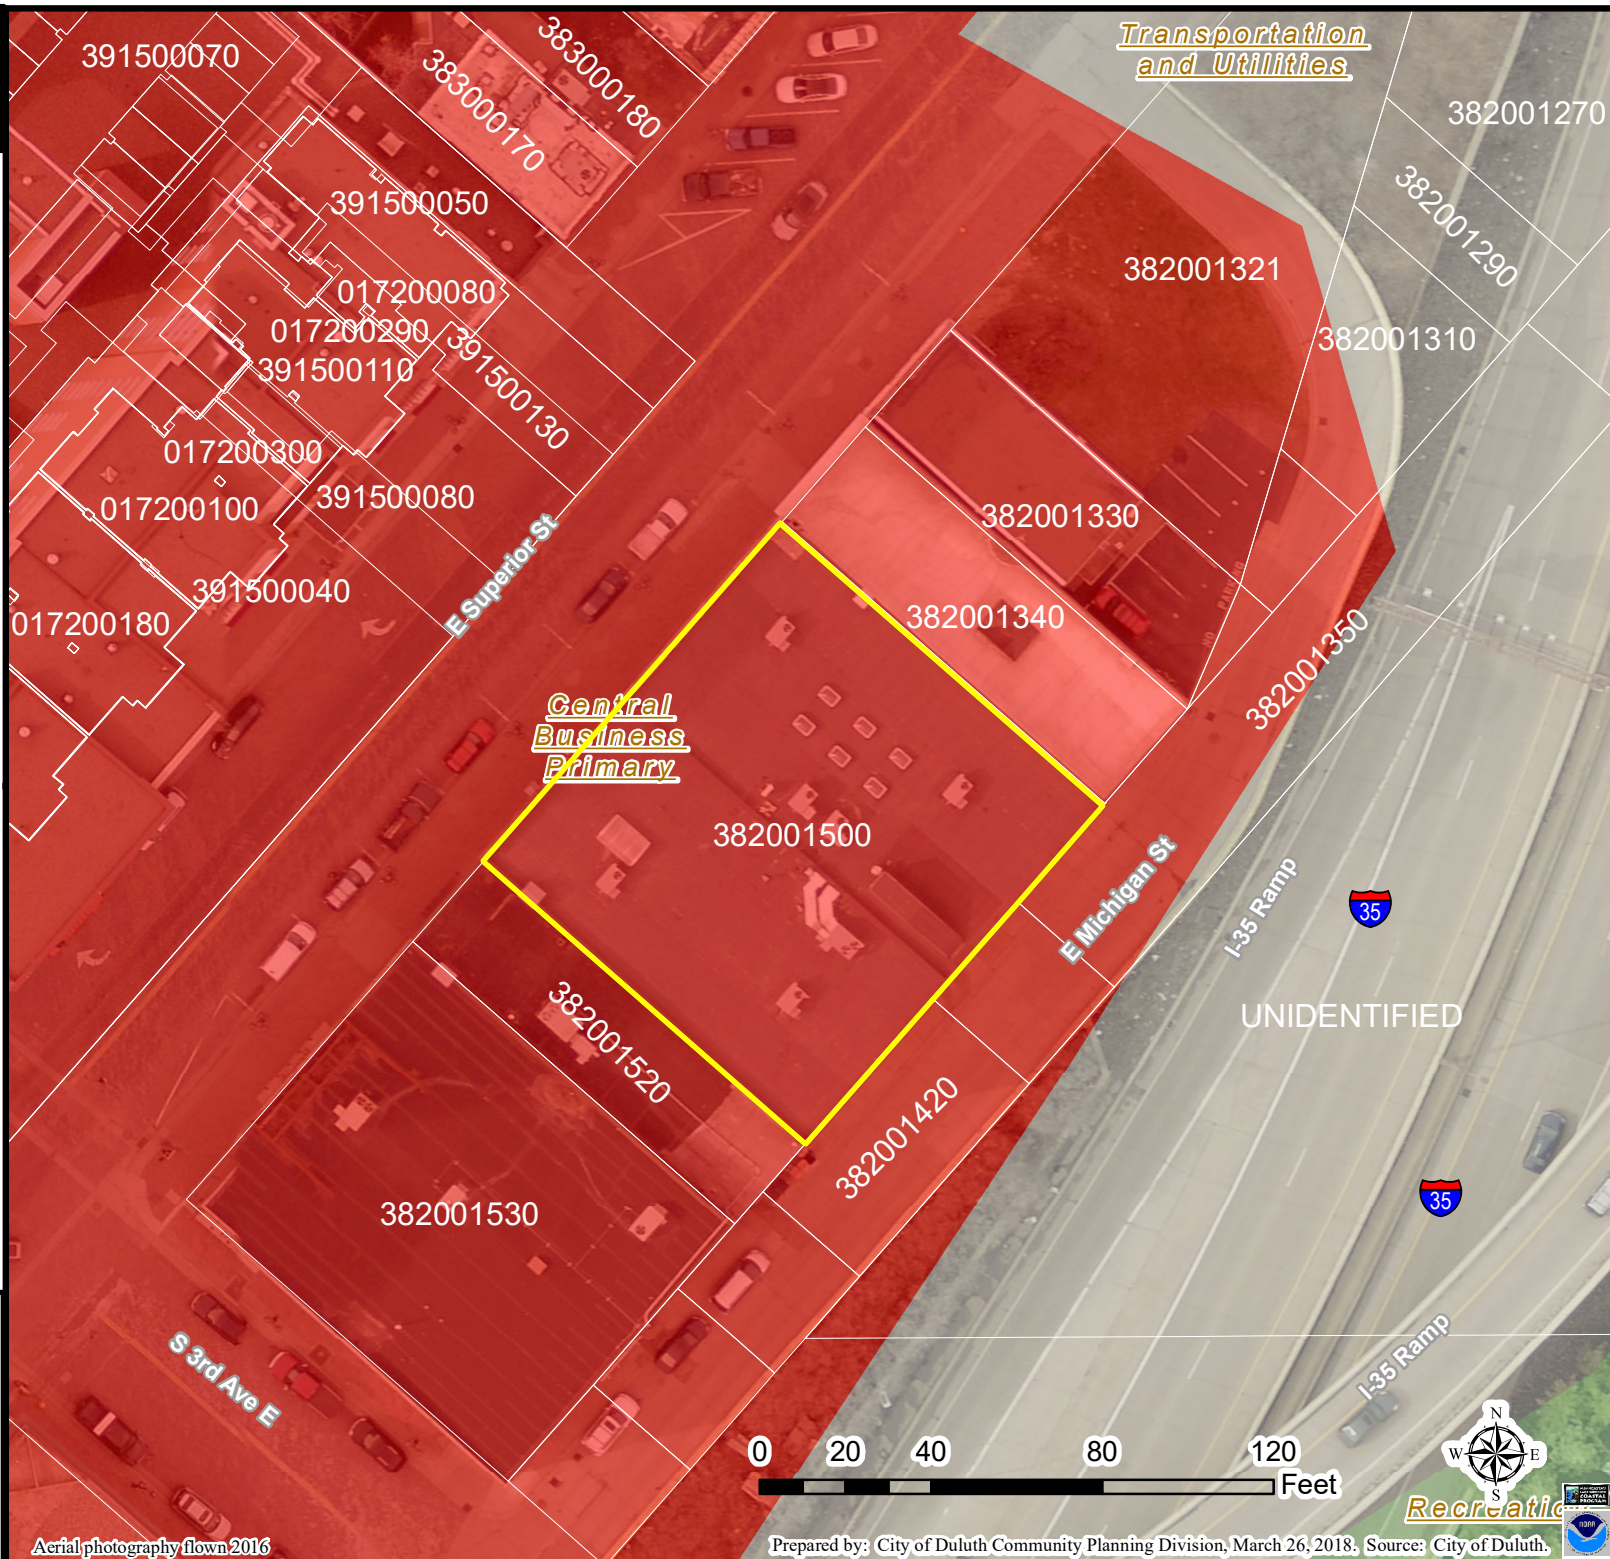 Transportation
and Utilities
391500070
383000180
383000170
382001270
382001290
391500050
382001321
017200080
017200290
382001310
391500110
391500130
017200300
391500080
017200100
382001330
E Superior St
391500040
017200180
382001340
382001350
Central
Business
Primary
382001500
E Michigan St
I-35 Ramp
35
UNIDENTIFIED
382001520
382001420
35
382001530
S 3rd Ave E
I-35 Ramp
0 20 40 80 120
Feet
N
W E
S
Recreatio
NOAA
NO PARKING
Aerial photography flown 2016
Prepared by: City of Duluth Community Planning Division, March 26, 2018. Source: City of Duluth.